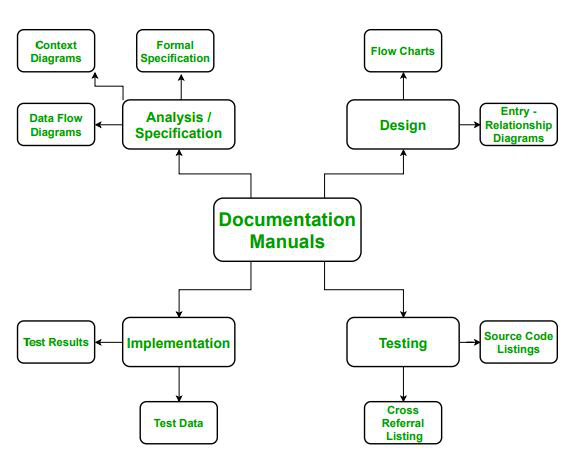 Context
Diagrams
Formal
Specification
Flow Charts
Data Flow
Diagrams
Analysis /
Specification
Design
Entry -
Relationship
Diagrams
Documentation
Manuals
Test Results
Implementation
Testing
Source Code
Listings
Test Data
Cross
Referral
Listing